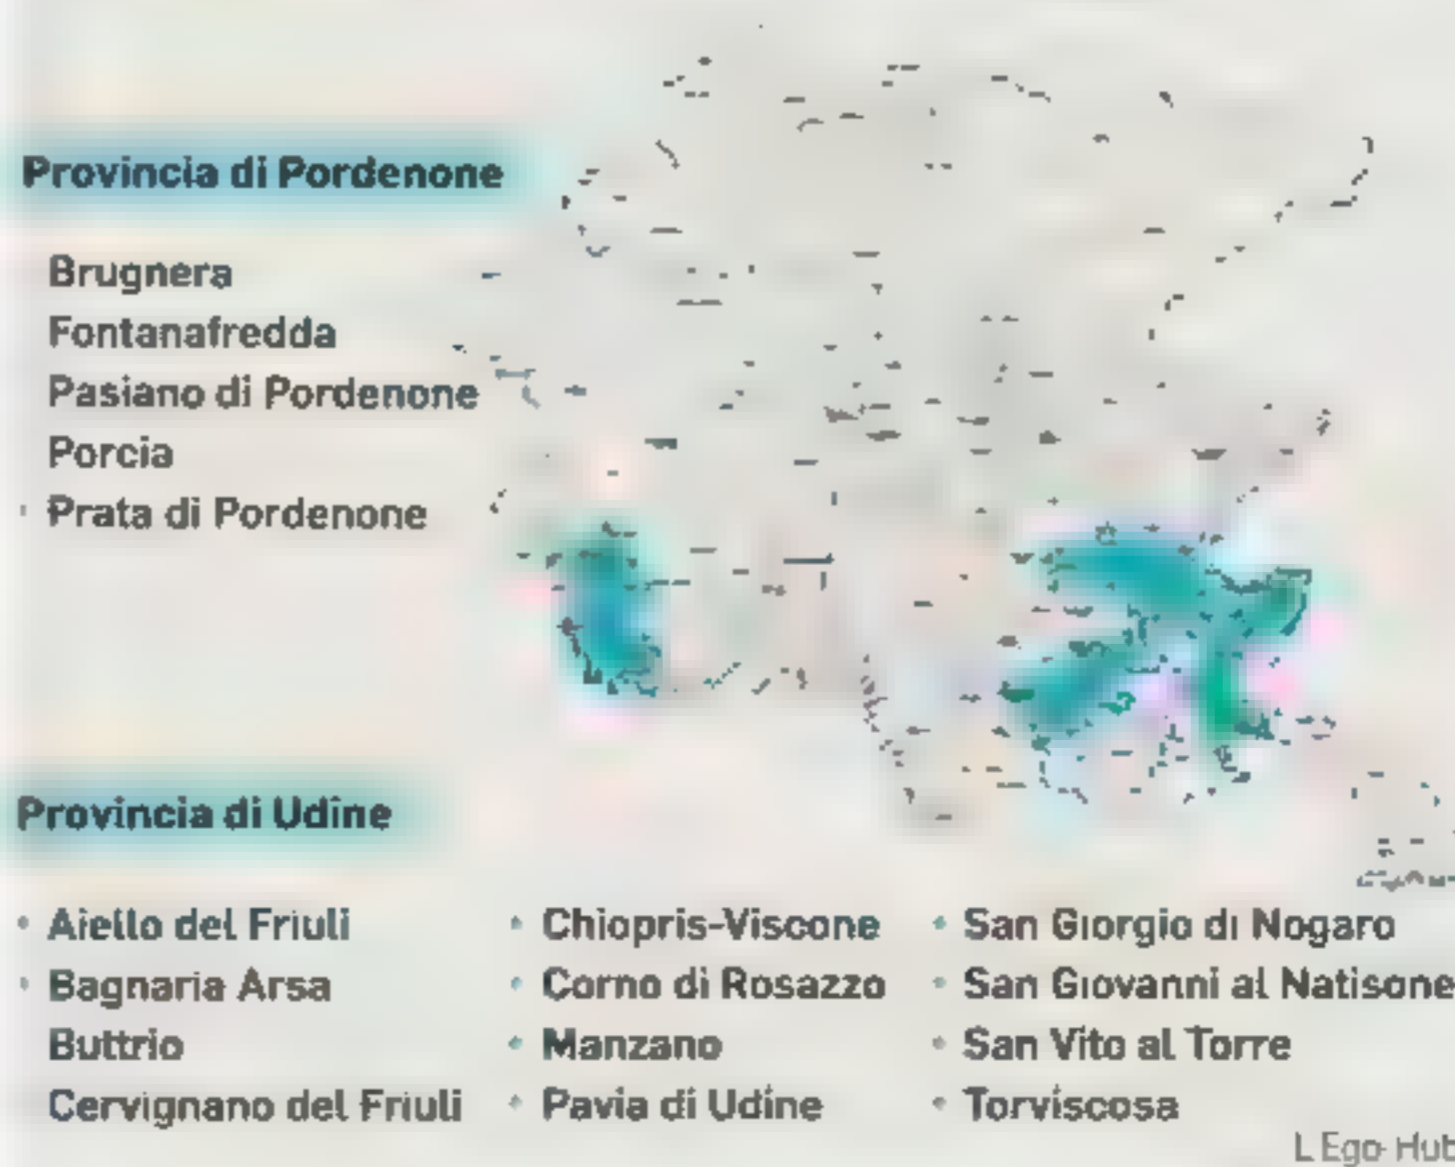 Provincia di Pordenone
Brugnera
Fontanafredda
Pasiano di Pordenone
Porcia
• Prata di Pordenone
Provincia di Udine
• Aiello del Friuli
• Bagnaria Arsa
Buttrio
Cervignano del Friuli
• Chiopris-Viscone
• Corno di Rosazzo
• Manzano
• Pavia di Udine
• San Giorgio di Nogaro
• San Giovanni al Natisone
• San Vito al Torre
• Torviscosa
L'Ego-Hub